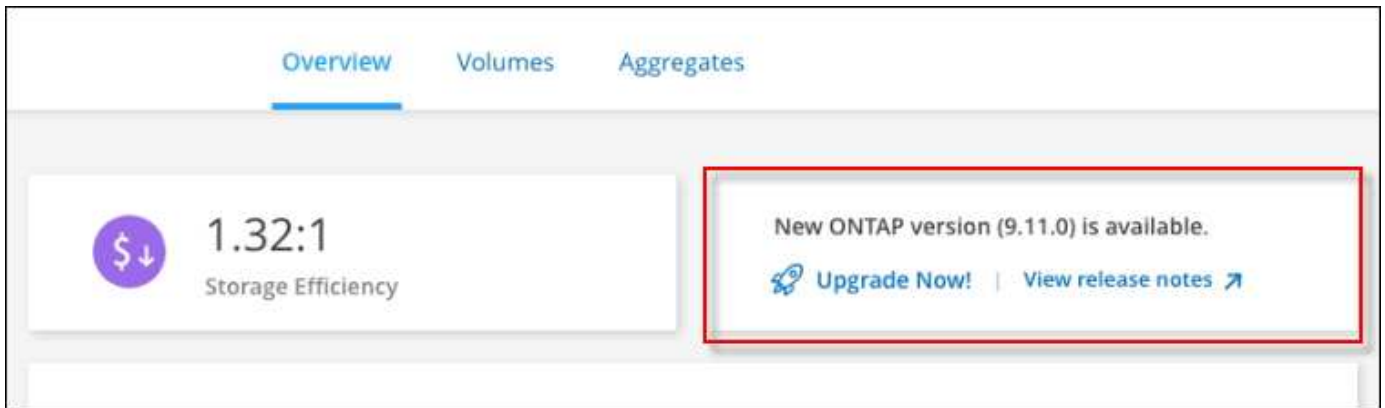 Overview Volumes Aggregates
1.32:1
Storage Efficiency
New ONTAP version (9.11.0) is available.
Upgrade Now! | View release notes